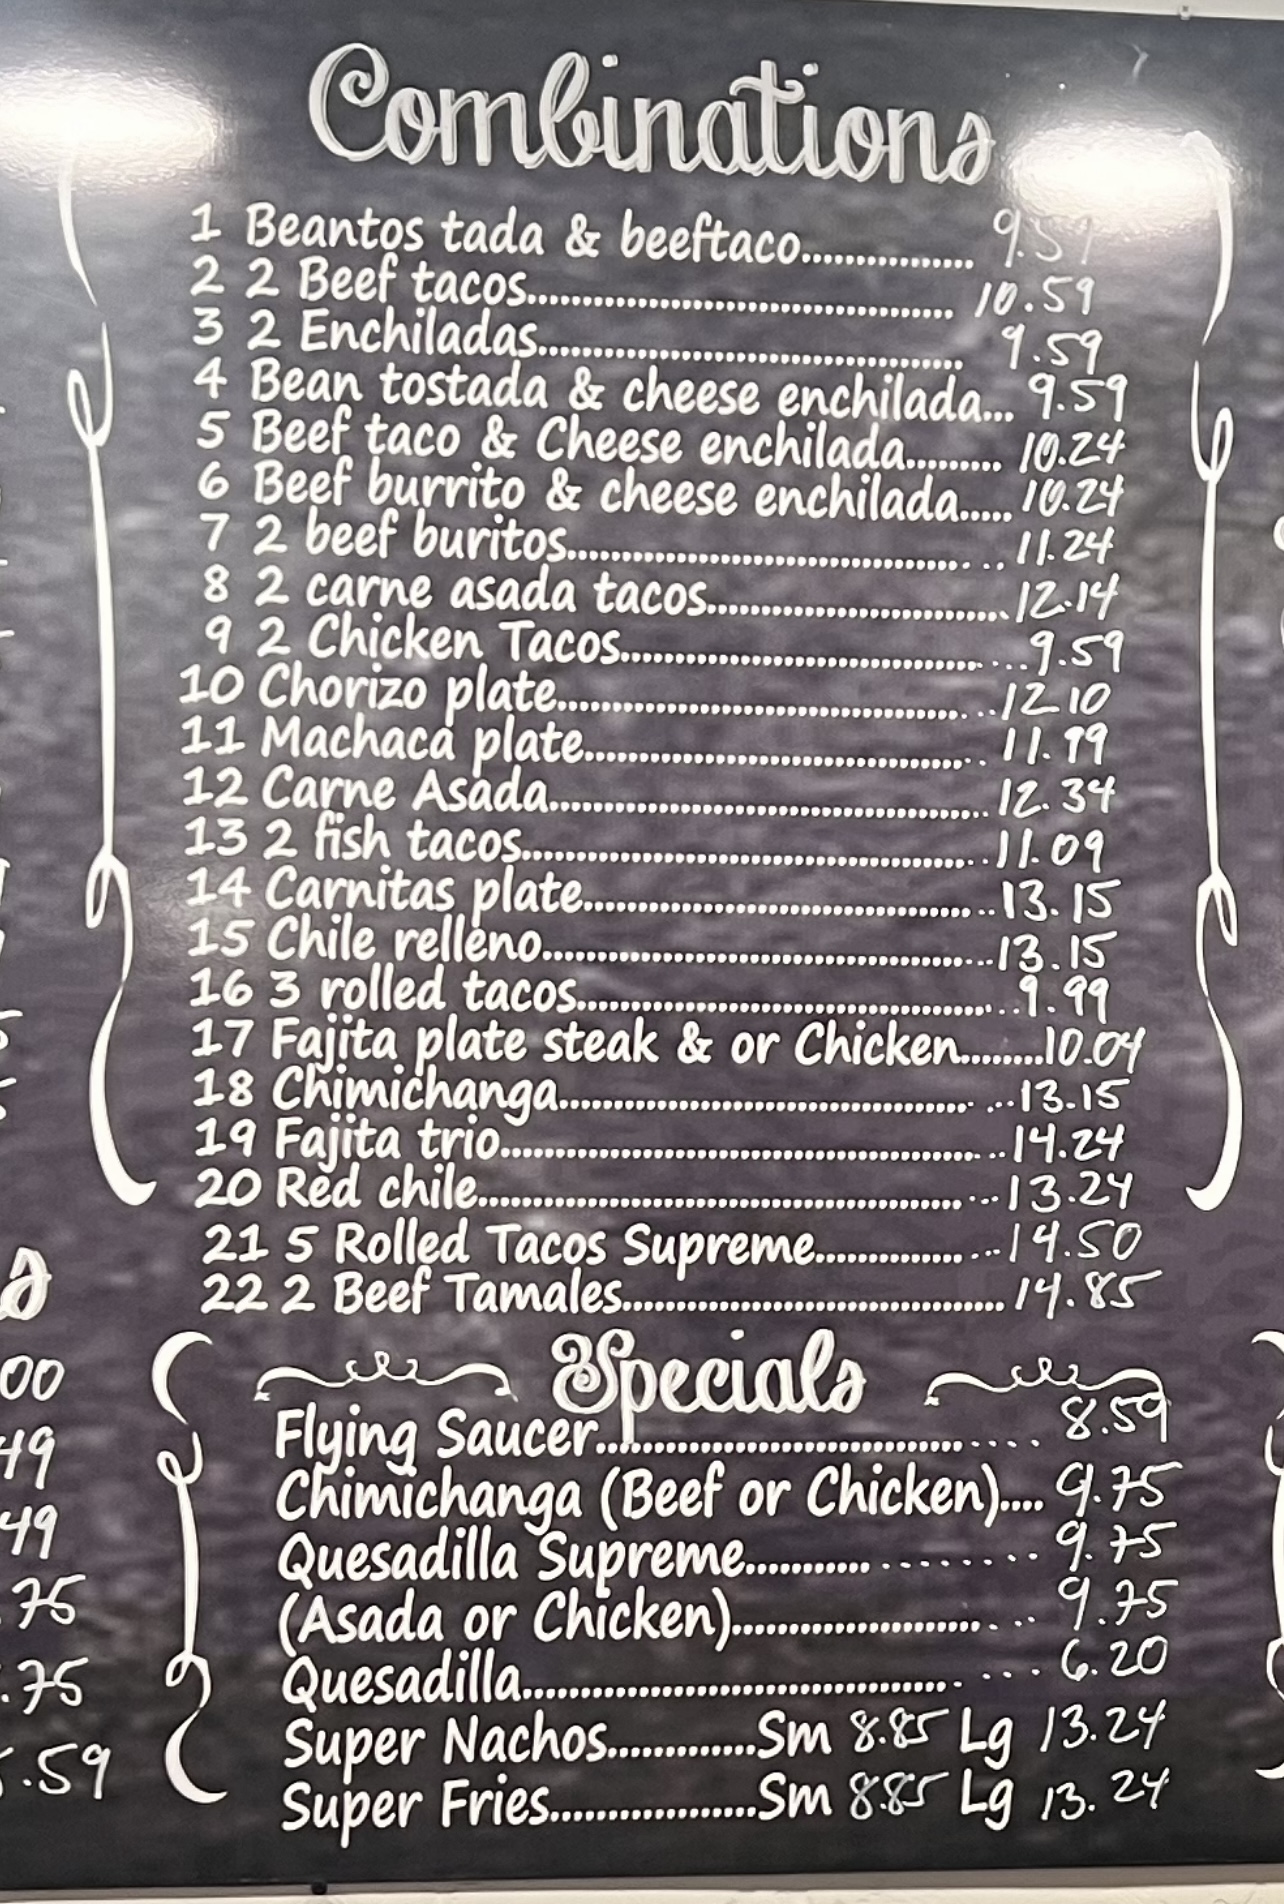 Combinations
1 Beantos tada & beeftaco................ 9.59
2 2 Beef tacos................ 10.59
3 2 Enchiladas................ 9.59
4 Bean tostada & cheese enchilada... 9.59
5 Beef taco & Cheese enchilada......... 10.24
6 Beef burrito & cheese enchilada..... 10.24
7 2 beef buritos................ 11.24
8 2 carne asada tacos................ 12.14
9 2 Chicken Tacos................ 9.59
10 Chorizo plate................ 12.10
11 Machaca plate................ 11.99
12 Carne Asada................ 12.34
13 2 fish tacos................ 11.09
14 Carnitas plate................ 13.15
15 Chile relleno................ 13.15
16 3 rolled tacos................ 9.99
17 Fajita plate steak & or Chicken........ 10.04
18 Chimichanga................ 13.15
19 Fajita trio................ 14.24
20 Red chile................ 13.24
21 5 Rolled Tacos Supreme................ 14.50
22 2 Beef Tamales................ 14.85
Specials
Flying Saucer................ 8.59
Chimichanga (Beef or Chicken).... 9.75
Quesadilla Supreme................ 9.75
(Asada or Chicken)................ 9.75
Quesadilla................ 6.20
Super Nachos.............Sm 8.85 Lg 13.24
Super Fries..................Sm 8.85 Lg 13.24
00
49
49
.75
.75
.59